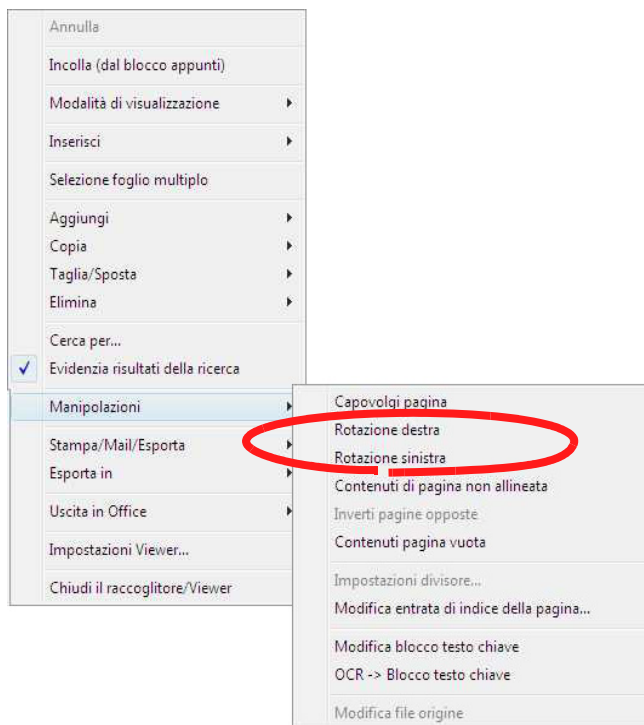 Annulla
Incolla (dal blocco appunti)
Modalità di visualizzazione
Inserisci
Selezione foglio multiplo
Aggiungi
Copia
Taglia/Sposta
Elimina
Cerca per...
Evidenzia risultati della ricerca
Manipolazioni
Stampa/Mail/Esporta
Esporta in
Uscita in Office
Impostazioni Viewer...
Chiudi il raccoglitore/Viewer
Capovolgi pagina
Rotazione destra
Rotazione sinistra
Contenuti di pagina non allineata
Inverti pagine opposte
Contenuti pagina vuota
Impostazioni divisore...
Modifica entrata di indice della pagina...
Modifica blocco testo chiave
OCR -> Blocco testo chiave
Modifica file origine